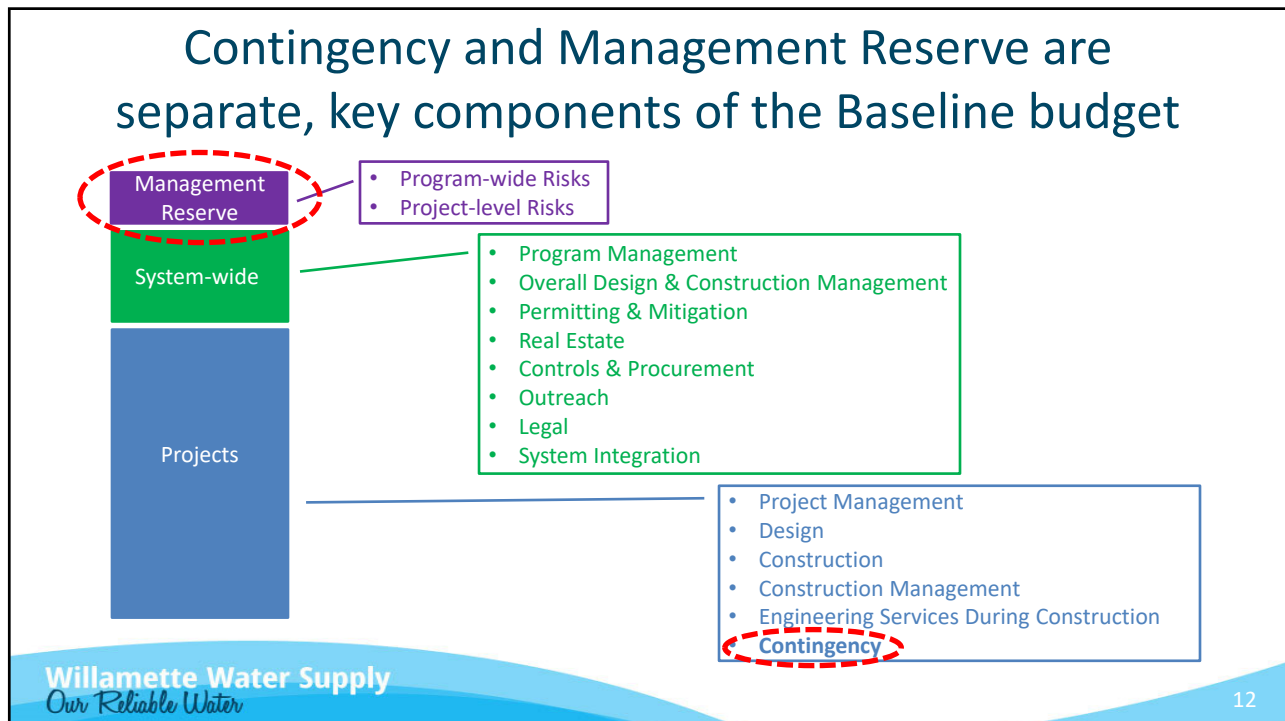 Contingency and Management Reserve are
separate, key components of the Baseline budget
Management
Reserve
• Program-wide Risks
• Project-level Risks
System-wide
• Program Management
• Overall Design & Construction Management
• Permitting & Mitigation
• Real Estate
• Controls & Procurement
• Outreach
• Legal
• System Integration
Projects
• Project Management
• Design
• Construction
• Construction Management
• Engineering Services During Construction
• Contingency
Willamette Water Supply
Our Reliable Water
12